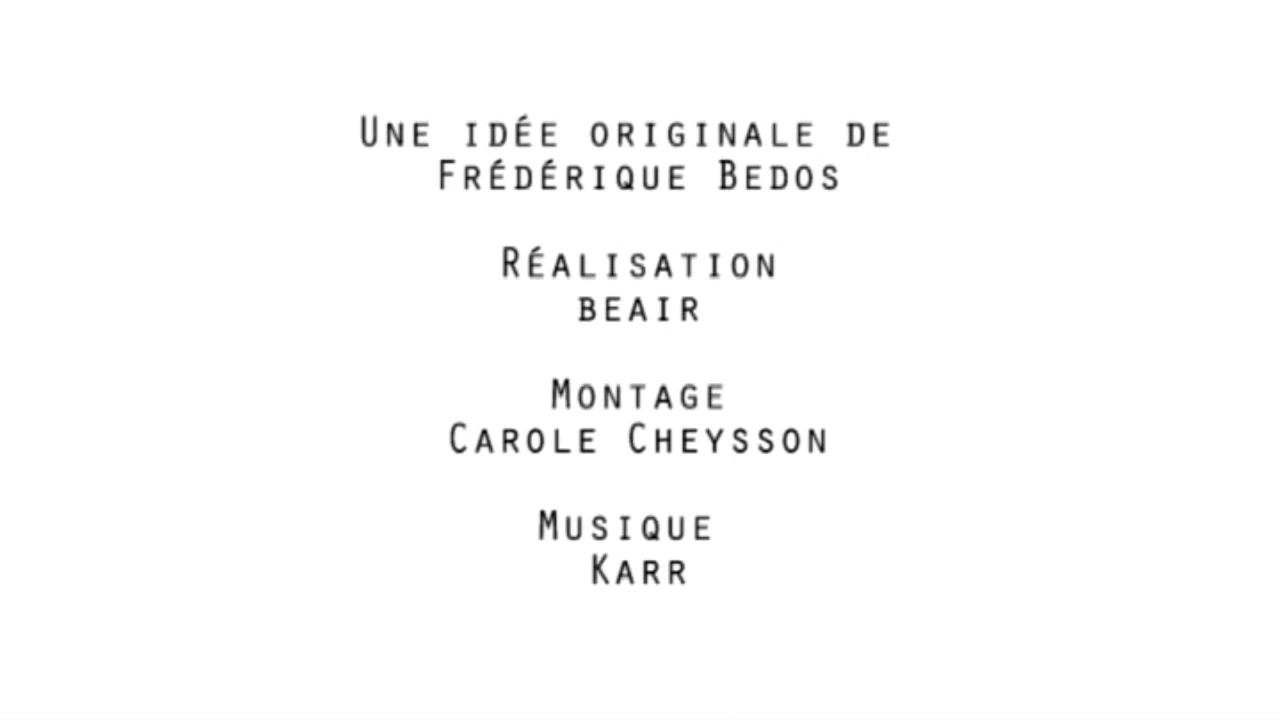 Une idée originale de
Frédérique Bedos
Réalisation
BEAIR
Montage
Carole Cheysson
Musique
Karr